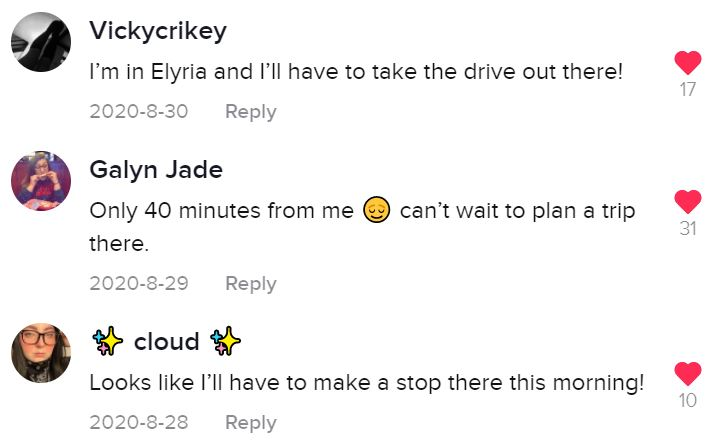 Vickycrikey
I’m in Elyria and I’ll have to take the drive out there!
17
2020-8-30 Reply
Galyn Jade
Only 40 minutes from me 😌 can’t wait to plan a trip
there.
31
2020-8-29 Reply
✨ cloud ✨
Looks like I’ll have to make a stop there this morning!
10
2020-8-28 Reply